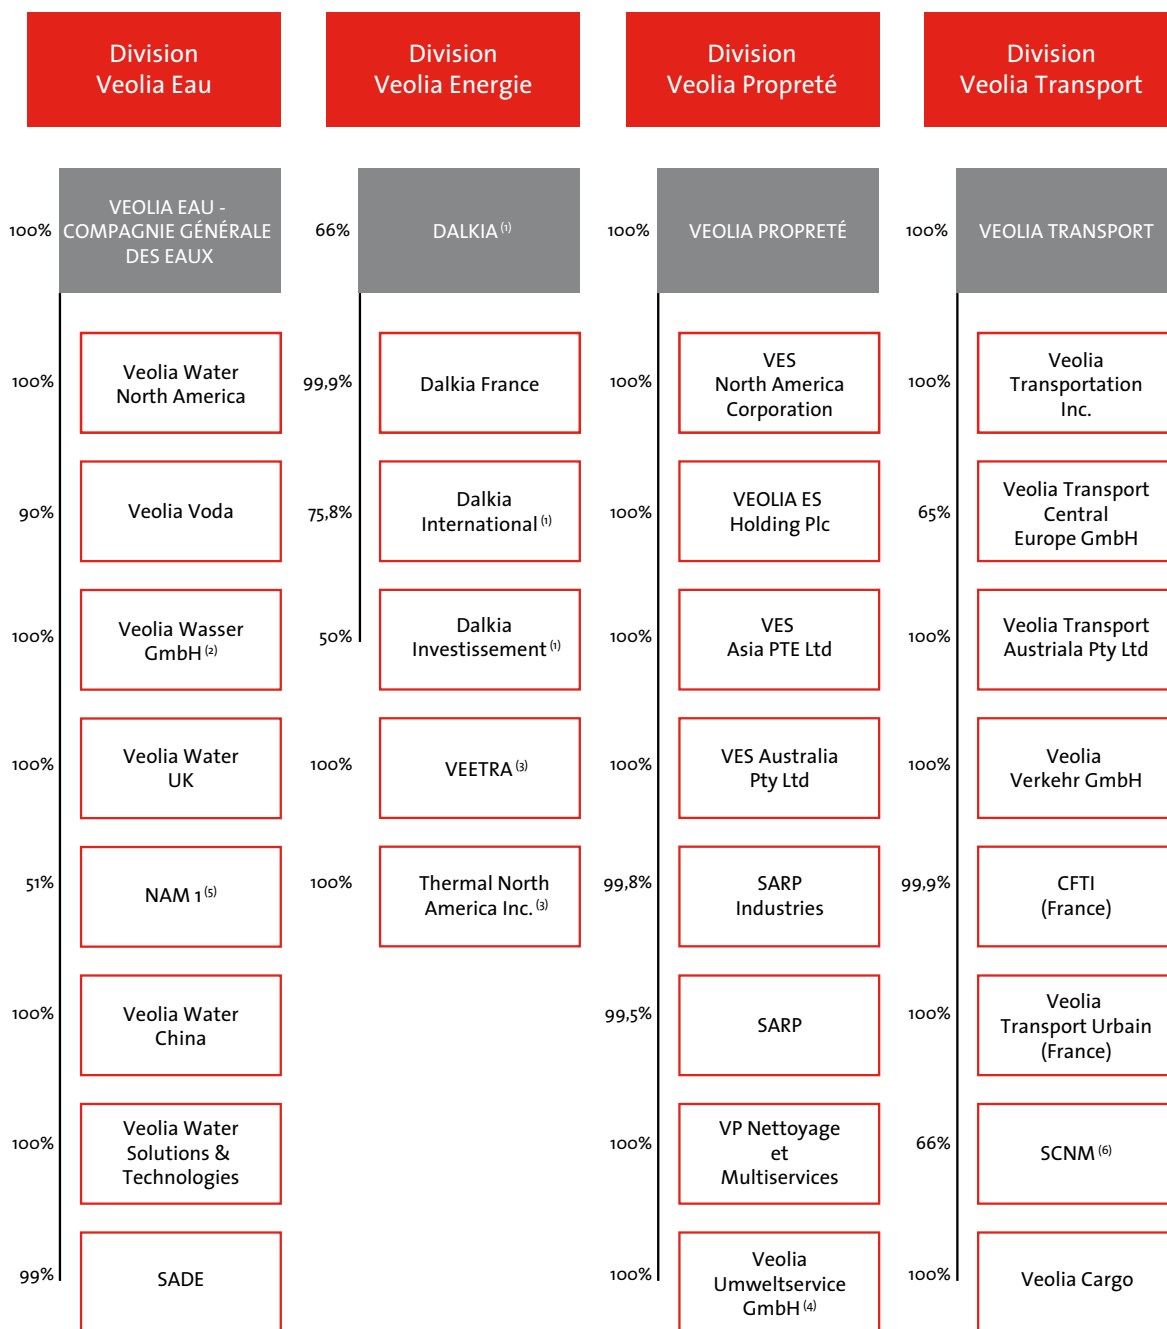 Division
Veolia Eau
Division
Veolia Energie
Division
Veolia Propreté
Division
Veolia Transport
100%
VEOLIA EAU -
COMPAGNIE GÉNÉRALE
DES EAUX
66%
DALKIA (1)
100%
VEOLIA PROPRETÉ
100%
VEOLIA TRANSPORT
100%
Veolia Water
North America
99,9%
Dalkia France
100%
VES
North America
Corporation
100%
Veolia
Transportation
Inc.
90%
Veolia Voda
75,8%
Dalkia
International (1)
100%
VEOLIA ES
Holding Plc
65%
Veolia Transport
Central
Europe GmbH
100%
Veolia Wasser
GmbH (2)
50%
Dalkia
Investissement (1)
100%
VES
Asia PTE Ltd
100%
Veolia Transport
Austriala Pty Ltd
100%
Veolia Water
UK
100%
VEETRA (3)
100%
VES Australia
Pty Ltd
100%
Veolia
Verkehr GmbH
51%
NAM 1 (5)
100%
Thermal North
America Inc. (3)
99,8%
SARP
Industries
99,9%
CFTI
(France)
100%
Veolia Water
China
99,5%
SARP
100%
Veolia
Transport Urbain
(France)
100%
Veolia Water
Solutions &
Technologies
100%
VP Nettoyage
et
Multiservices
66%
SCNM (6)
99%
SADE
100%
Veolia
Umweltservice
GmbH (4)
100%
Veolia Cargo